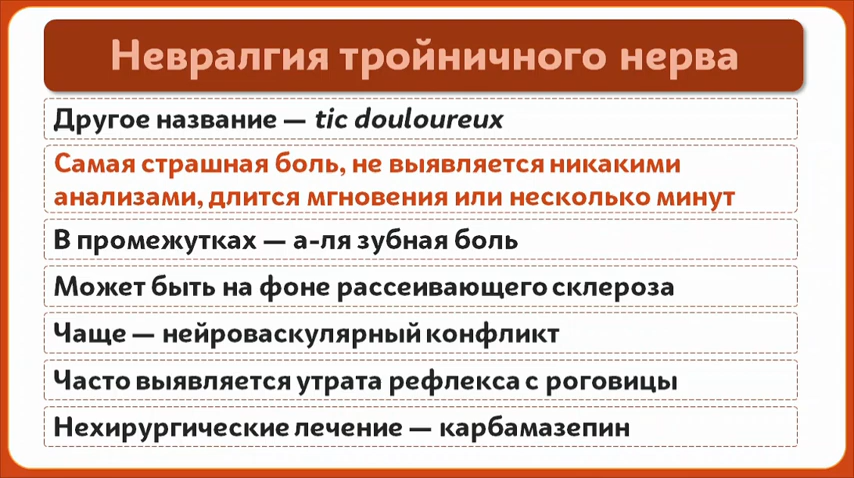 Невралгия тройничного нерва
Другое название — tic douloureux
Самая страшная боль, не выявляется никакими
анализами, длится мгновения или несколько минут
В промежутках — а-ля зубная боль
Может быть на фоне рассеивающего склероза
Чаще — нейроваскулярный конфликт
Часто выявляется утрата рефлекса с роговицы
Нехирургические лечение — карбамазепин